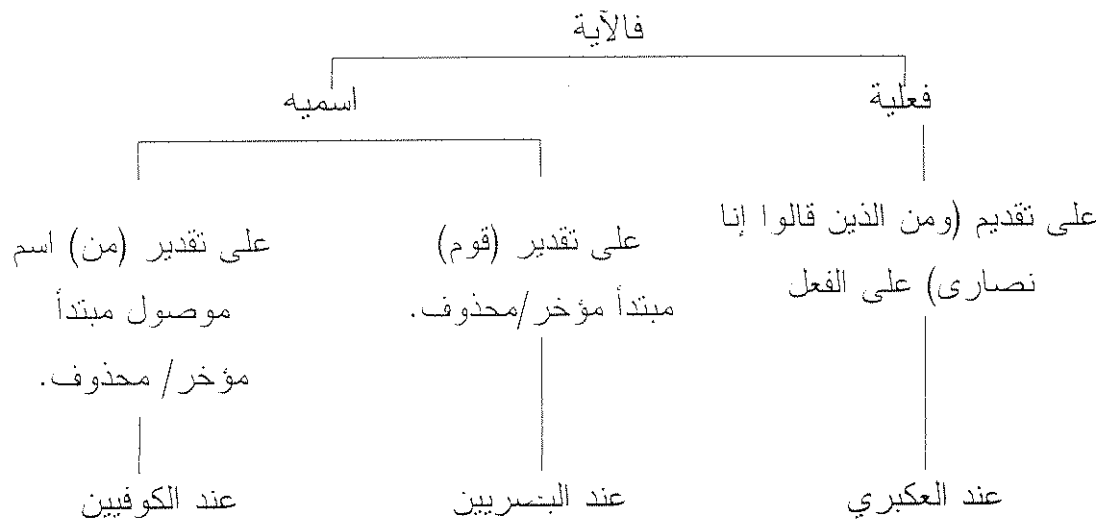 فالآية
فعلية
اسميه
على تقديم (ومن الذين قالوا إنا
نصارى) على الفعل
على تقدير (قوم)
مبتدأ مؤخر/محذوف.
على تقدير (من) اسم
موصول مبتدأ
مؤخر/ محذوف.
عند العكبري
عند البصريين
عند الكوفيين